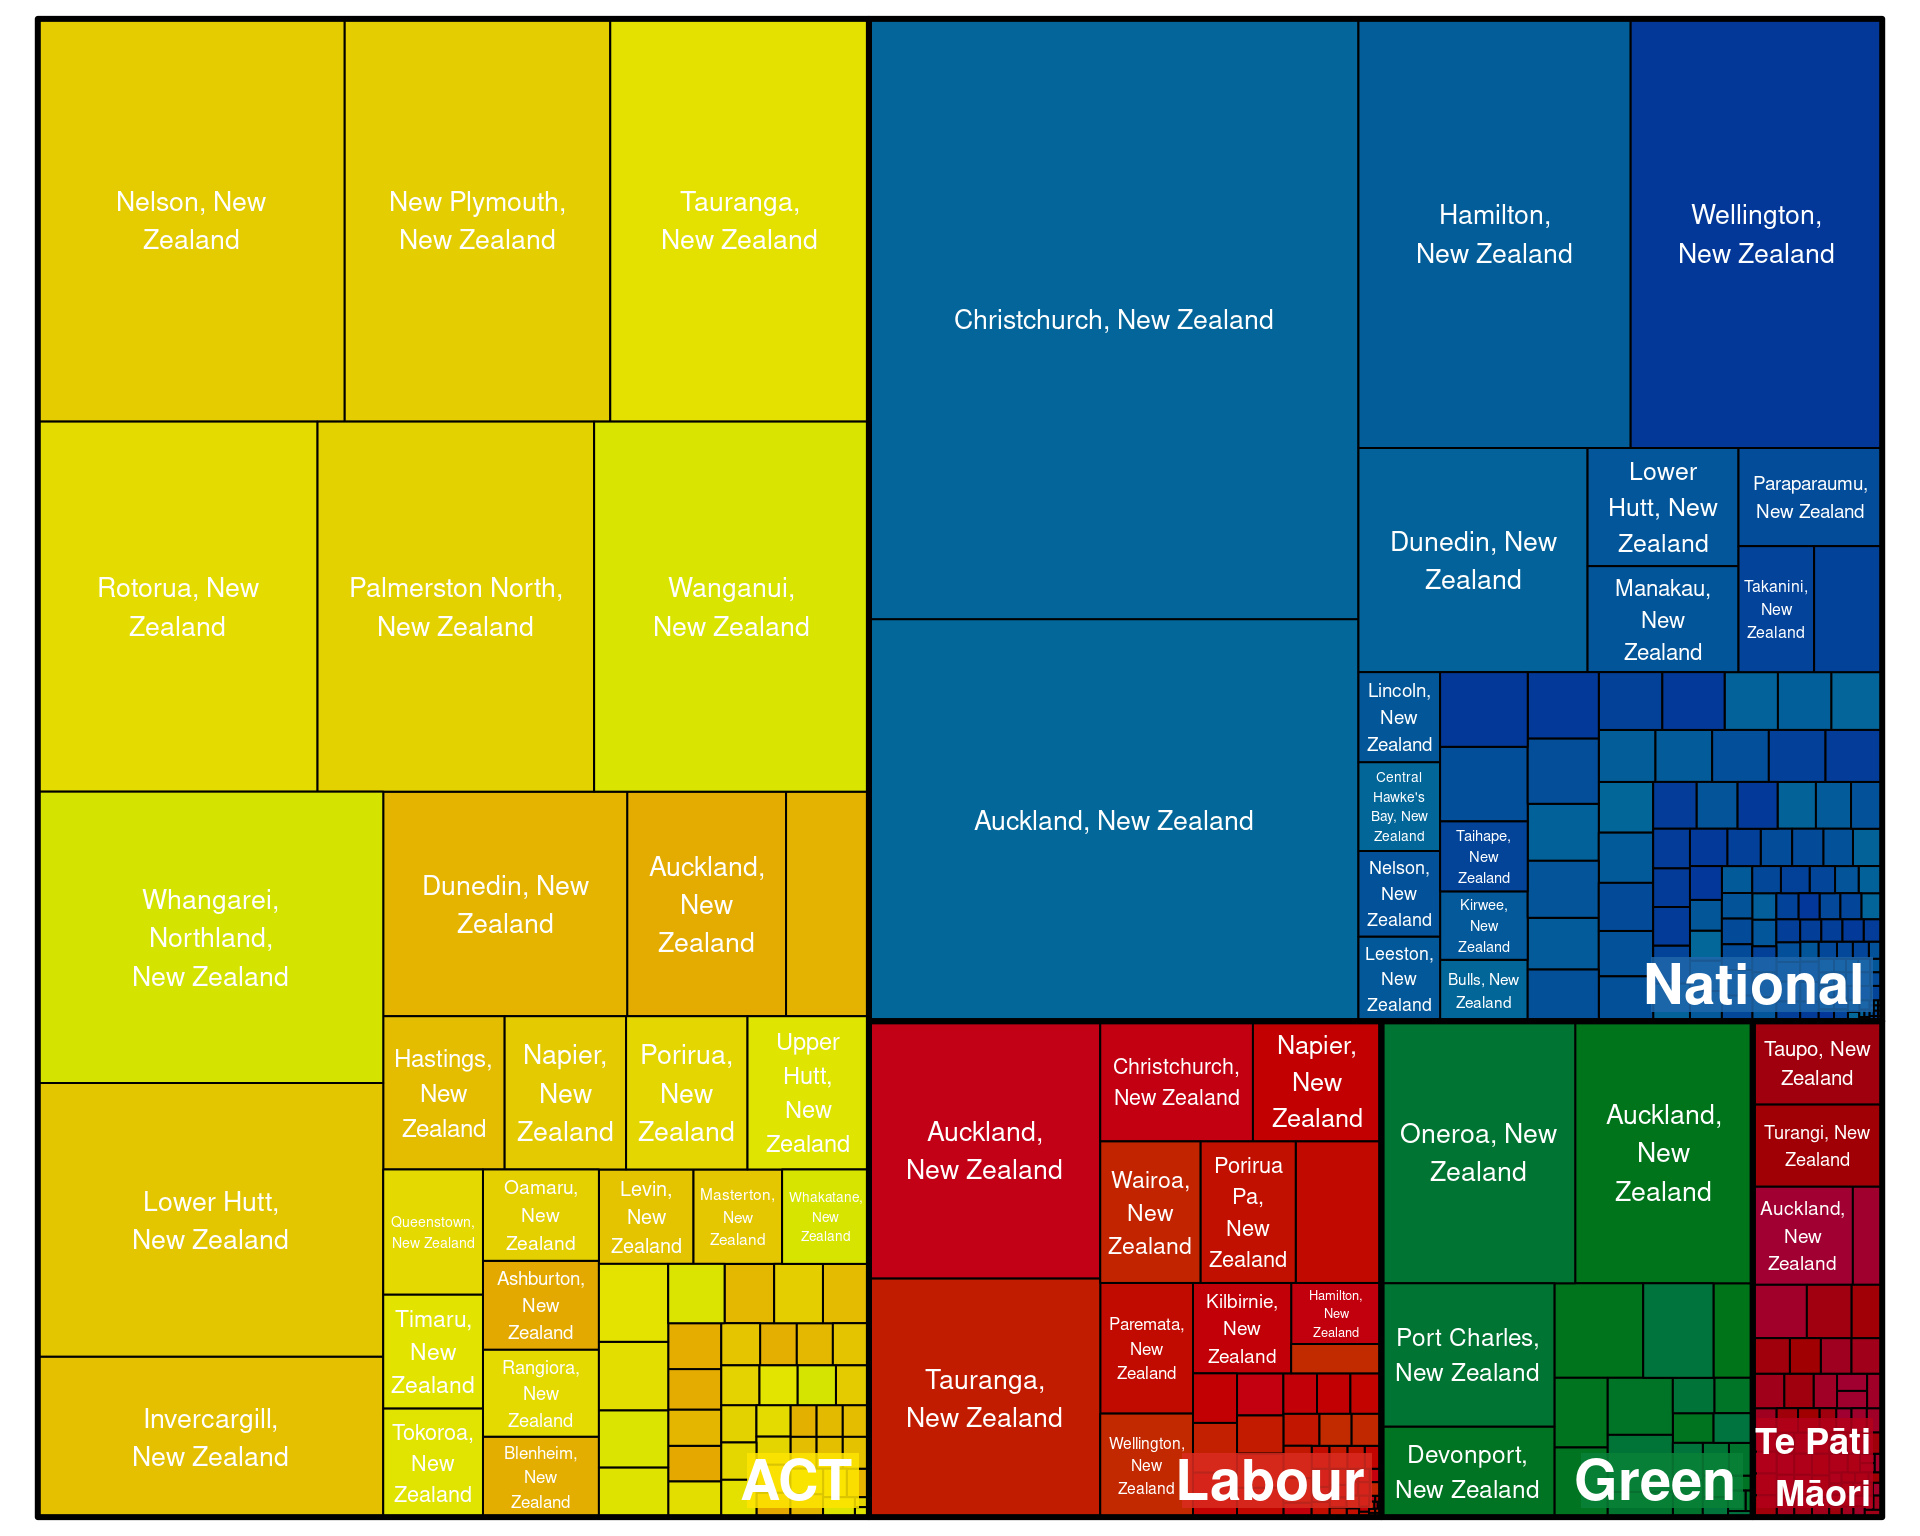 Nelson, New
Zealand
New Plymouth,
New Zealand
Tauranga,
New Zealand
Rotorua, New
Zealand
Palmerston North,
New Zealand
Wanganui,
New Zealand
Whangarei,
Northland,
New Zealand
Lower Hutt,
New Zealand
Invercargill,
New Zealand
Dunedin, New
Zealand
Auckland,
New
Zealand
Hastings,
New
Zealand
Napier,
New
Zealand
Porirua,
New
Zealand
Upper
Hutt,
New
Zealand
Queenstown,
New Zealand
Timaru,
New
Zealand
Tokoroa,
New
Zealand
Oamaru,
New
Zealand
Ashburton,
New
Zealand
Rangiora,
New
Zealand
Blenheim,
New
Zealand
Levin,
New
Zealand
Masterton,
New
Zealand
Whakatane,
New
Zealand
ACT
Christchurch, New Zealand
Auckland, New Zealand
Hamilton,
New Zealand
Wellington,
New Zealand
Dunedin, New
Zealand
Lower
Hutt, New
Zealand
Manakau,
New
Zealand
Paraparaumu,
New Zealand
Takanini,
New
Zealand
Lincoln,
New
Zealand
Central
Hawke's
Bay, New
Zealand
Nelson,
New
Zealand
Leeston,
New
Zealand
Taihape,
New
Zealand
Kirwee,
New
Zealand
Bulls, New
Zealand
National
Auckland,
New Zealand
Tauranga,
New Zealand
Christchurch,
New Zealand
Napier,
New
Zealand
Wairoa,
New
Zealand
Porirua
Pa,
New
Zealand
Paremata,
New
Zealand
Wellington,
New
Zealand
Kilbirnie,
New
Zealand
Hamilton,
New
Zealand
Labour
Oneroa, New
Zealand
Auckland,
New
Zealand
Port Charles,
New Zealand
Devonport,
New Zealand
Green
Taupo, New
Zealand
Turangi, New
Zealand
Auckland,
New
Zealand
Te Pāti
Māori